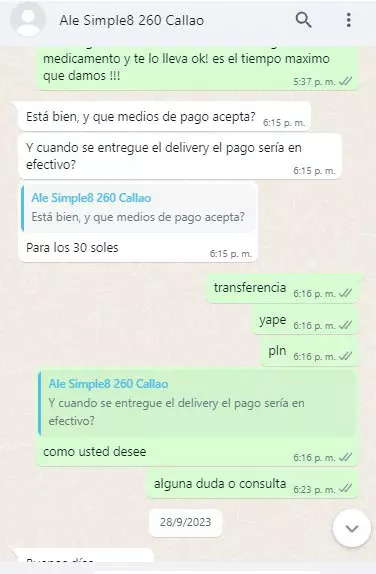 Ale Simple8 260 Callao
medicamento y te lo lleva ok! es el tiempo maximo
que damos !!!
5:37 p. m.
Está bien, y que medios de pago acepta?
6:15 p. m.
Y cuando se entregue el delivery el pago sería en
efectivo?
6:15 p. m.
Ale Simple8 260 Callao
Está bien, y que medios de pago acepta?
Para los 30 soles
6:15 p. m.
transferencia
6:16 p. m.
yape
6:16 p. m.
pln
6:16 p. m.
Ale Simple8 260 Callao
Y cuando se entregue el delivery el pago sería en
efectivo?
como usted desee
6:16 p. m.
alguna duda o consulta
6:23 p. m.
28/9/2023
Buenos días